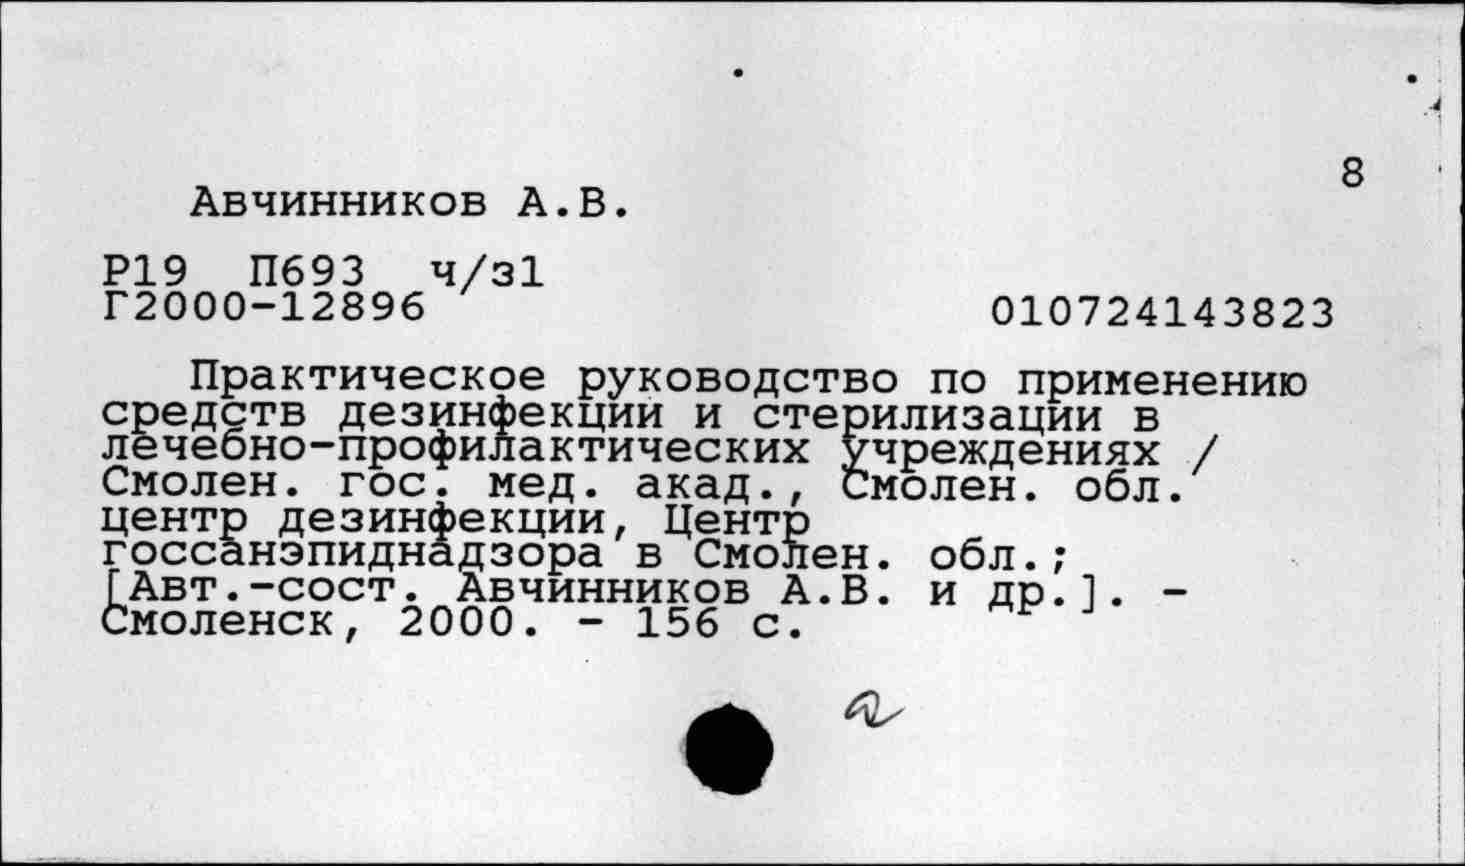 8
Авчинников А.В.
Р19 П693 ч/з1
Г2000-12896 010724143823
Практическое руководство по применению
средств дезинфекции и стерилизации в
лечебно-профилактических учреждениях /
Смолен. гос. мед. акад., Смолен. обл.
центр дезинфекции, Центр
госсанэпиднадзора в Смолен. обл.;
[Авт.-сост. Авчинников А.В. и др.]. -
Смоленск, 2000. - 156 с.